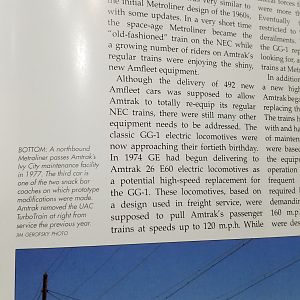 the initial Metroliner design of the 1960s,
with some updates. In a very short time
the space-age Metroliner became the
"old-fashioned" train on the NEC while
a growing number of riders on Amtrak's
regular trains were enjoying the shiny,
new Amfleet equipment.
Although the delivery of 492 new
Amfleet cars was supposed to allow
Amtrak to totally re-equip its regular
NEC trains, there were still many other
equipment needs to be addressed. The
classic GG-1 electric locomotives were
now approaching their fortieth birthday.
In 1974 GE had begun delivering to
Amtrak 26 E60 electric locomotives as
a potential high-speed replacement for
the GG-1. These locomotives, based on
a design used in freight service, were
supposed to pull Amtrak's passenger
trains at speeds up to 120 m.p.h. While
BOTTOM: A northbound
Metroliner passes Amtrak's
Ivy City maintenance facility
in 1977. The third car is
one of the two snack bar
coaches on which prototype
modifications were made.
Amtrak removed the UAC
TurboTrain at right from
service the previous year.
JIM GEROFSKY PHOTO
were more
Eventually
restricted to
derailments.
the GG-1 rep
looking for, a
trains at Met
In addition
a new high
Amtrak beg
replacing th
The trains h
with and ha
of mainten
were based
the equip
operation
frequent
required
demandin
160 m.p.
were des